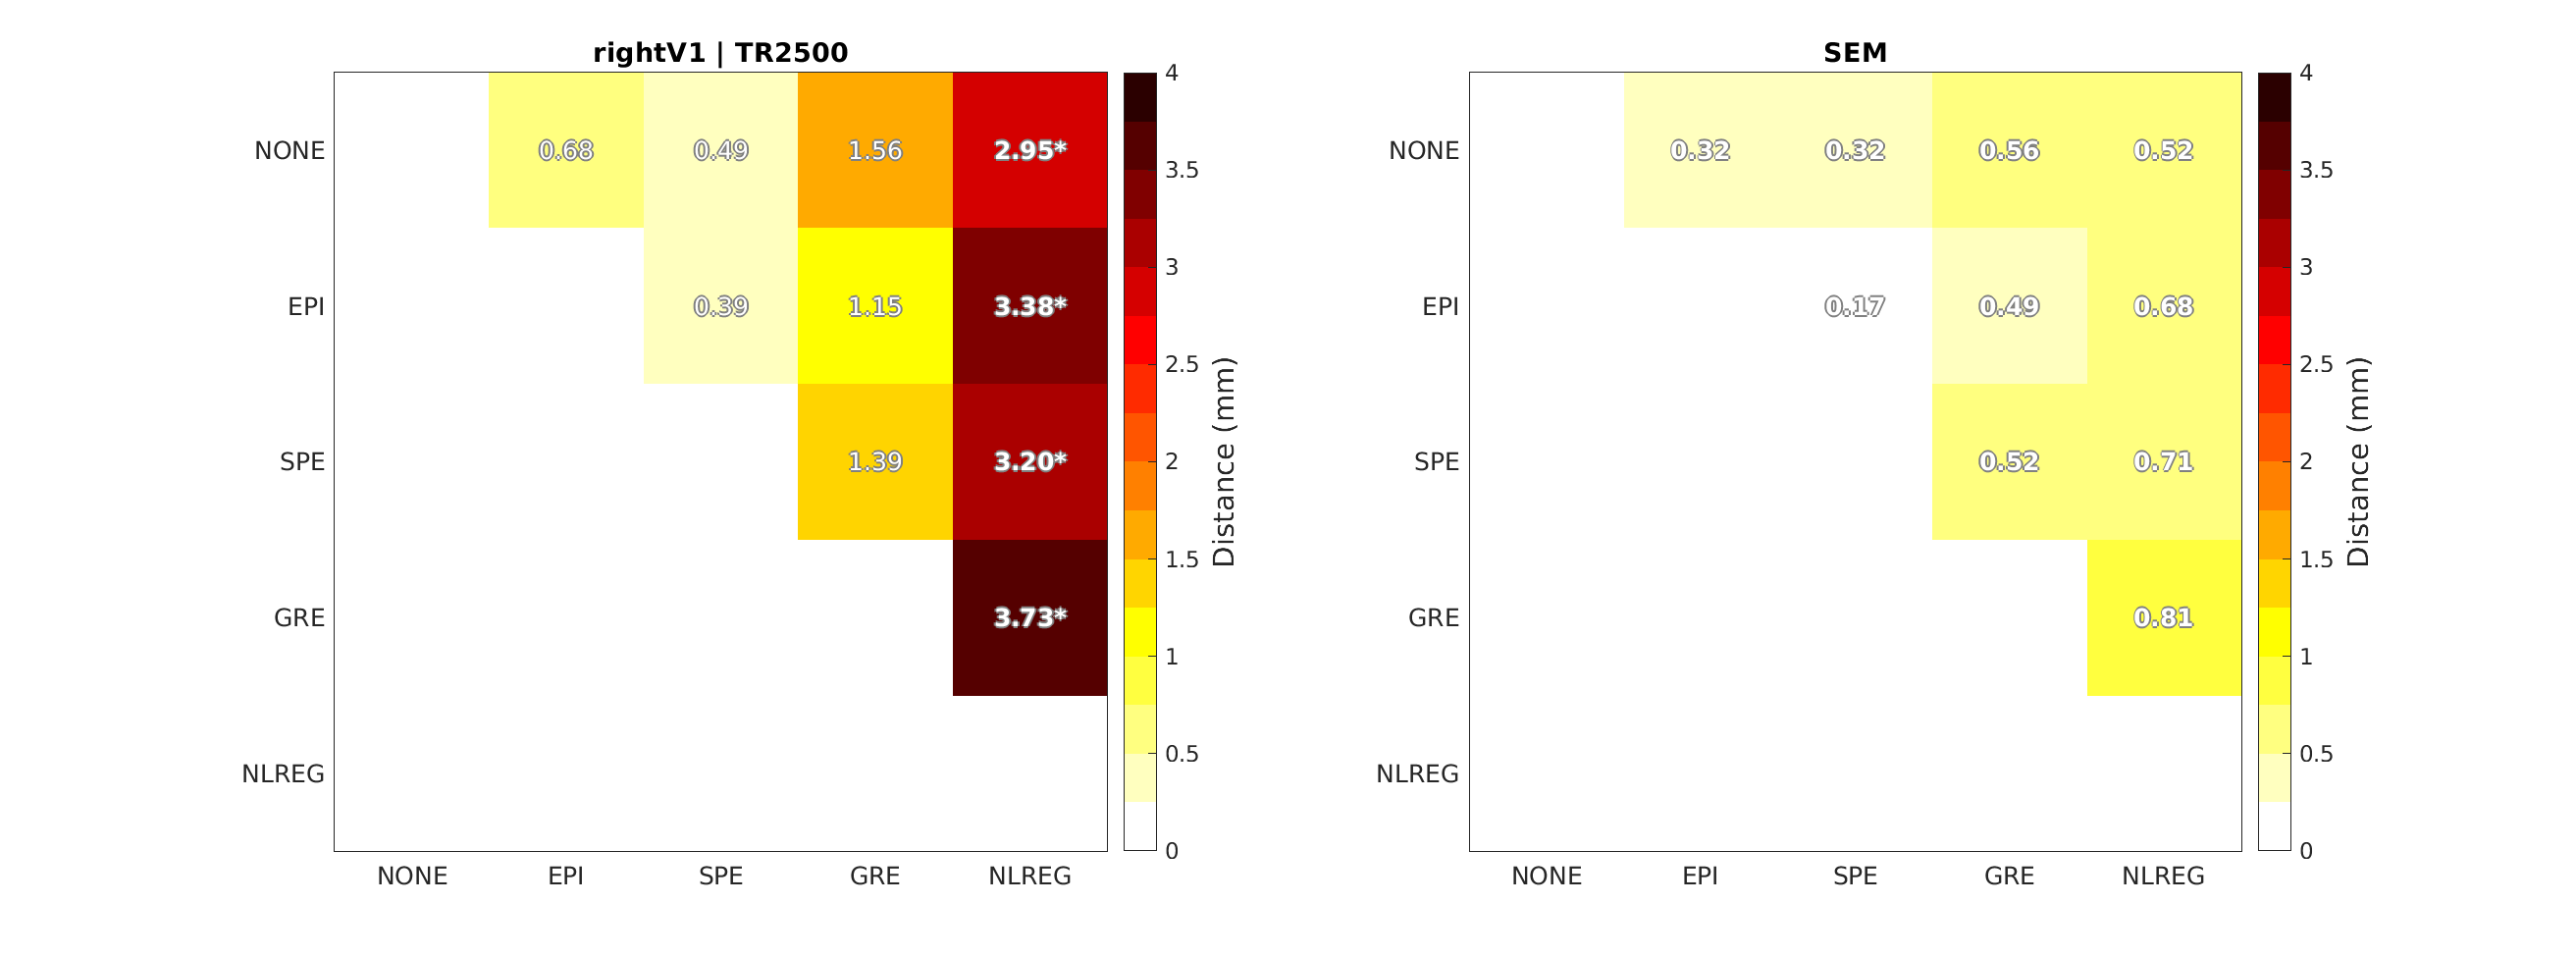 rightV1 | TR2500
NONE 0.68 0.49 1.56 2.95*
EPI 0.39 1.15 3.38*
SPE 1.39 3.20*
GRE 3.73*
NLREG
NONE EPI SPE GRE NLREG
4
3.5
3
2.5
2
1.5
1
0.5
0
Distance (mm)
SEM
NONE 0.32 0.32 0.56 0.52
EPI 0.17 0.49 0.68
SPE 0.52 0.71
GRE 0.81
NLREG
NONE EPI SPE GRE NLREG
4
3.5
3
2.5
2
1.5
1
0.5
0
Distance (mm)